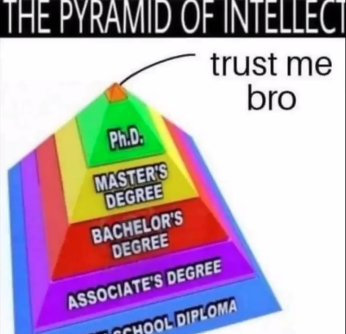 THE PYRAMID OF INTELLECT
trust me
bro
Ph.D.
MASTER'S
DEGREE
BACHELOR'S
DEGREE
ASSOCIATE'S DEGREE
SCHOOL DIPLOMA